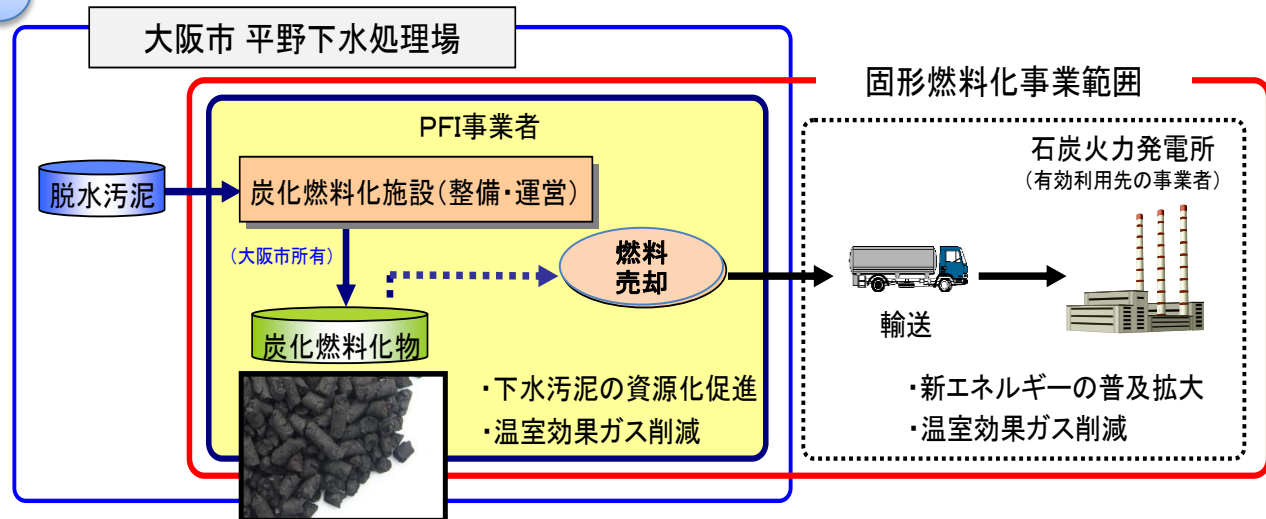 大阪市 平野下水処理場
固形燃料化事業範囲
PFI事業者
脱水汚泥
炭化燃料化施設(整備・運営)
(大阪市所有)
炭化燃料化物
燃料
売却
・下水汚泥の資源化促進
・温室効果ガス削減
石炭火力発電所
(有効利用先の事業者)
輸送
・新エネルギーの普及拡大
・温室効果ガス削減